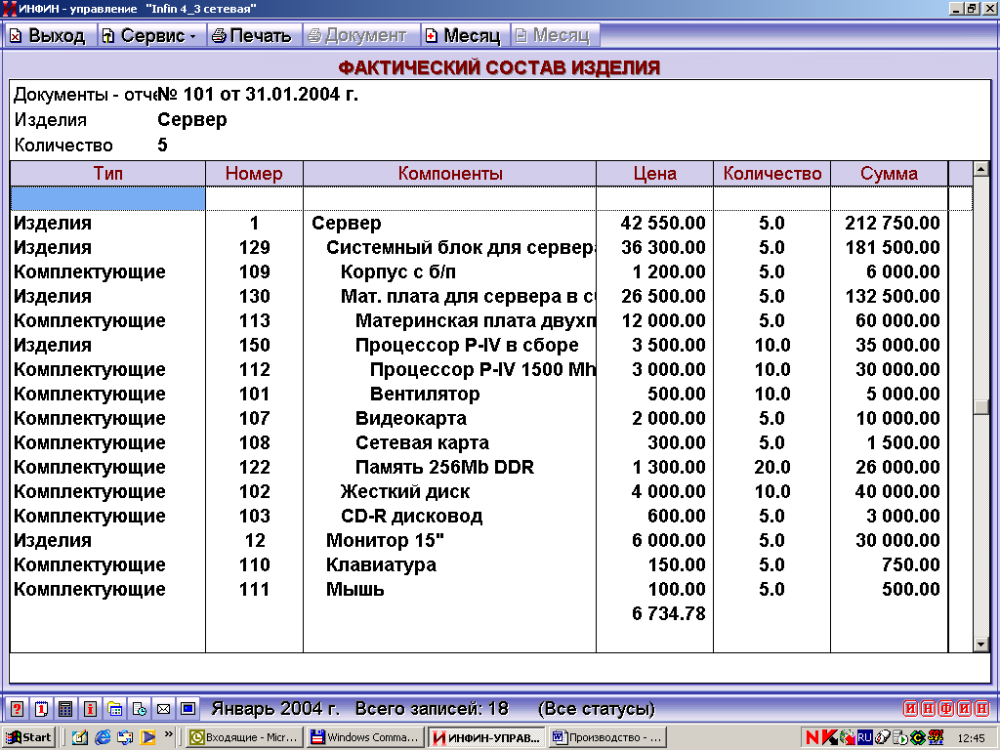 ИНФИН - управление "Infin 4_3 сетевая"
Выход Сервис Печать Документ Месяц Месяц
ФАКТИЧЕСКИЙ СОСТАВ ИЗДЕЛИЯ
Документы - отче№ 101 от 31.01.2004 г.
Изделия Сервер
Количество 5
Тип Номер Компоненты Цена Количество Сумма
Изделия 1 Сервер 42 550.00 5.0 212 750.00
Изделия 129 Системный блок для сервера 36 300.00 5.0 181 500.00
Комплектующие 109 Корпус с б/п 1 200.00 5.0 6 000.00
Изделия 130 Мат. плата для сервера в сб 26 500.00 5.0 132 500.00
Комплектующие 113 Материнская плата двухп 12 000.00 5.0 60 000.00
Изделия 150 Процессор P-IV в сборе 3 500.00 10.0 35 000.00
Комплектующие 112 Процессор P-IV 1500 Mh 3 000.00 10.0 30 000.00
Комплектующие 101 Вентилятор 500.00 10.0 5 000.00
Комплектующие 107 Видеокарта 2 000.00 5.0 10 000.00
Комплектующие 108 Сетевая карта 300.00 5.0 1 500.00
Комплектующие 122 Память 256Mb DDR 1 300.00 20.0 26 000.00
Комплектующие 102 Жесткий диск 4 000.00 10.0 40 000.00
Комплектующие 103 CD-R дисковод 600.00 5.0 3 000.00
Изделия 12 Монитор 15" 6 000.00 5.0 30 000.00
Комплектующие 110 Клавиатура 150.00 5.0 750.00
Комплектующие 111 Мышь 100.00 5.0 500.00
6 734.78
Январь 2004 г. Всего записей: 18 (Все статусы) ИНФИН
Start » Входящие - Micr... Windows Comma... ИНФИН-УПРАВ... Производство - ... RU 12:45